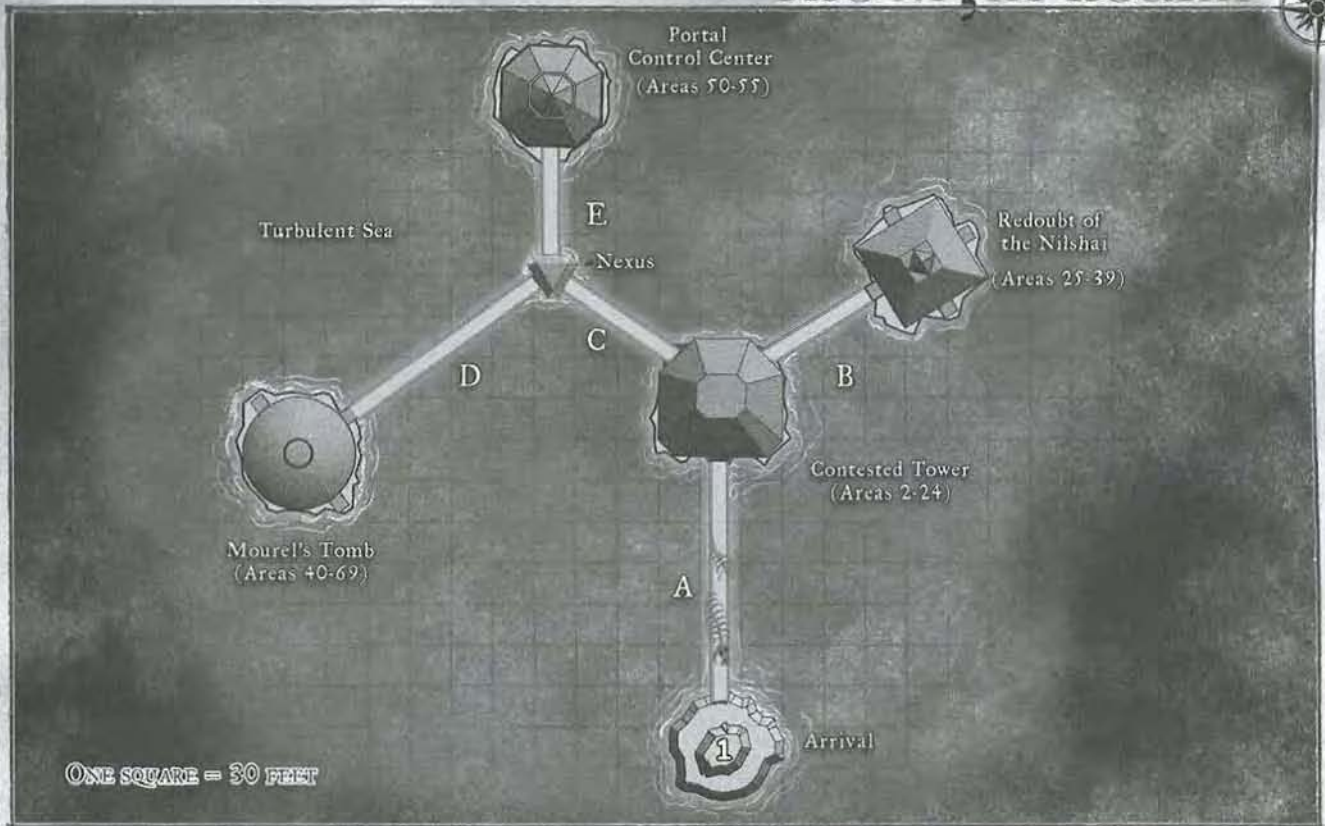 Portal
Control Center
(Areas 50-55)
Turbulent Sea
E
Redoubt of
the Nilshai
(Areas 25-39)
Nexus
C
B
D
Contested Tower
(Areas 2-24)
Mourel's Tomb
(Areas 40-69)
A
1
Arrival
ONE SQUARE = 30 FEET